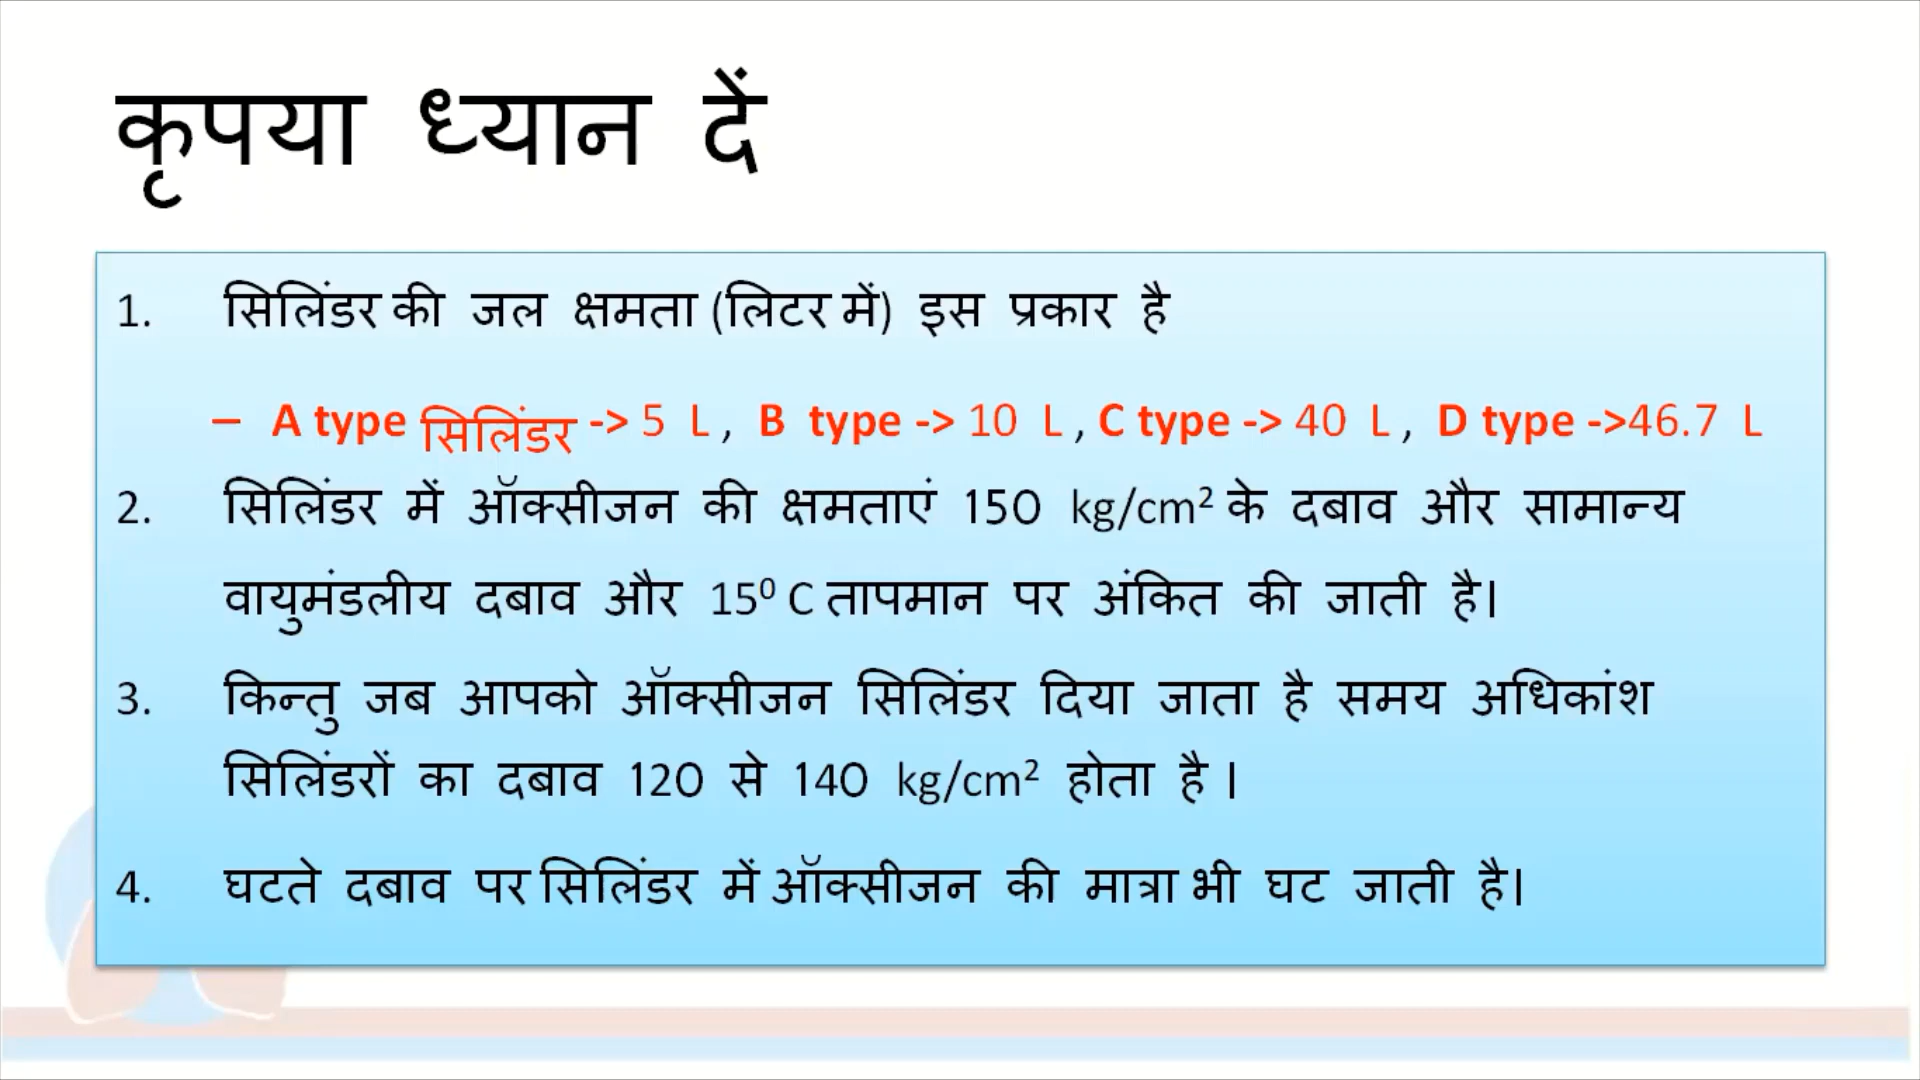 कृपया ध्यान दें
1. सिलिंडर की जल क्षमता (लिटर में) इस प्रकार है
– A type सिलिंडर -> 5 L , B type -> 10 L , C type -> 40 L , D type ->46.7 L
2. सिलिंडर में ऑक्सीजन की क्षमताएं 150 kg/cm² के दबाव और सामान्य
वायुमंडलीय दबाव और 15⁰ C तापमान पर अंकित की जाती है।
3. किन्तु जब आपको ऑक्सीजन सिलिंडर दिया जाता है समय अधिकांश
सिलिंडरों का दबाव 120 से 140 kg/cm² होता है ।
4. घटते दबाव पर सिलिंडर में ऑक्सीजन की मात्रा भी घट जाती है।